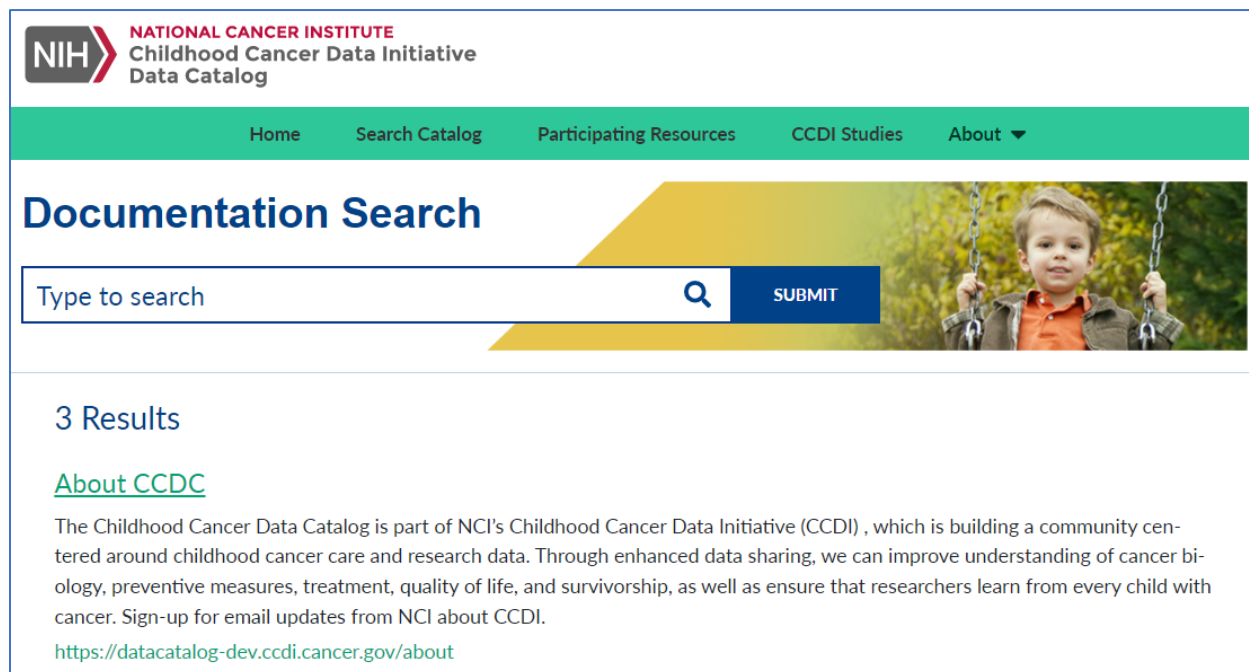 NIH
NATIONAL CANCER INSTITUTE
Childhood Cancer Data Initiative
Data Catalog
Home Search Catalog Participating Resources CCDI Studies About
Documentation Search
Type to search SUBMIT
3 Results
About CCDC
The Childhood Cancer Data Catalog is part of NCI's Childhood Cancer Data Initiative (CCDI) , which is building a community cen-
tered around childhood cancer care and research data. Through enhanced data sharing, we can improve understanding of cancer bi-
ology, preventive measures, treatment, quality of life, and survivorship, as well as ensure that researchers learn from every child with
cancer. Sign-up for email updates from NCI about CCDI.
https://datacatalog-dev.ccdi.cancer.gov/about